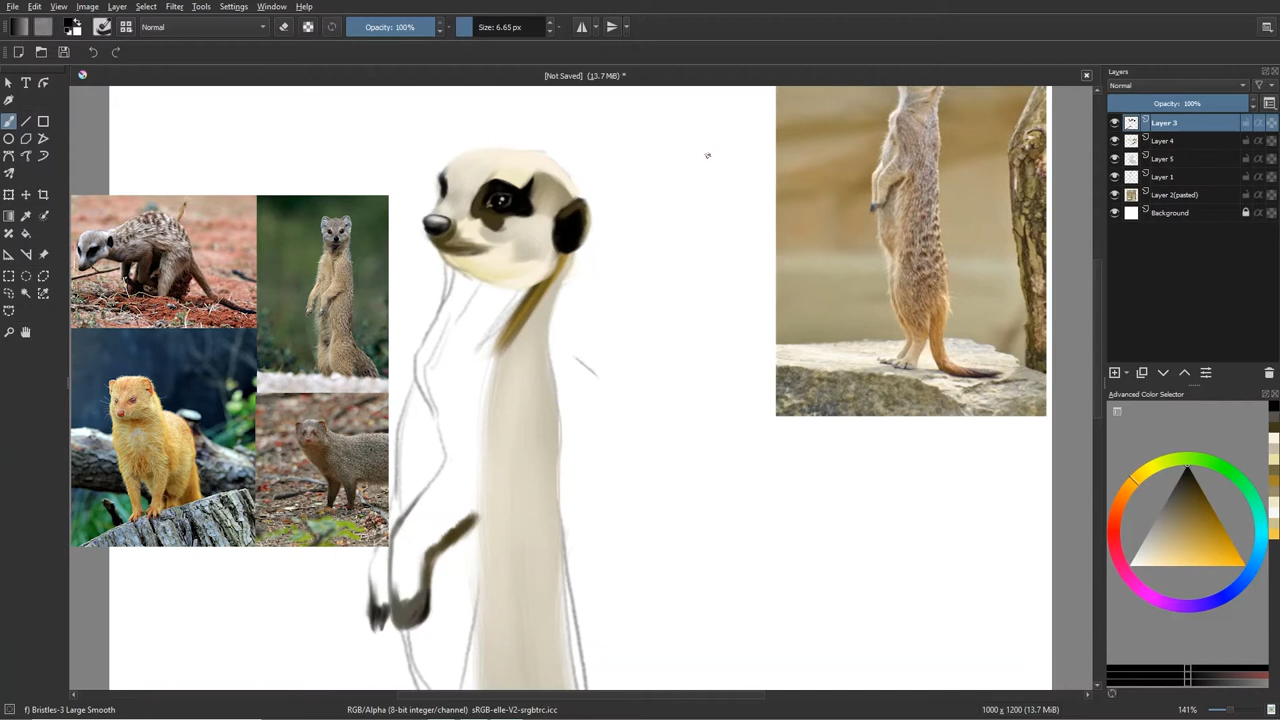 File Edit View Image Layer Select Filter Tools Settings Window Help
Normal Opacity: 100% Size: 6.65 px
[Not Saved] (13.7 MiB) *
Layers
Normal
Opacity: 100%
Layer 3
Layer 4
Layer 5
Layer 1
Layer 2(pasted)
Background
Advanced Color Selector
f) Bristles-3 Large Smooth RGB/Alpha (8-bit integer/channel) sRGB-elle-V2-srgbtrc.icc 1000 x 1200 (13.7 MiB) 141%